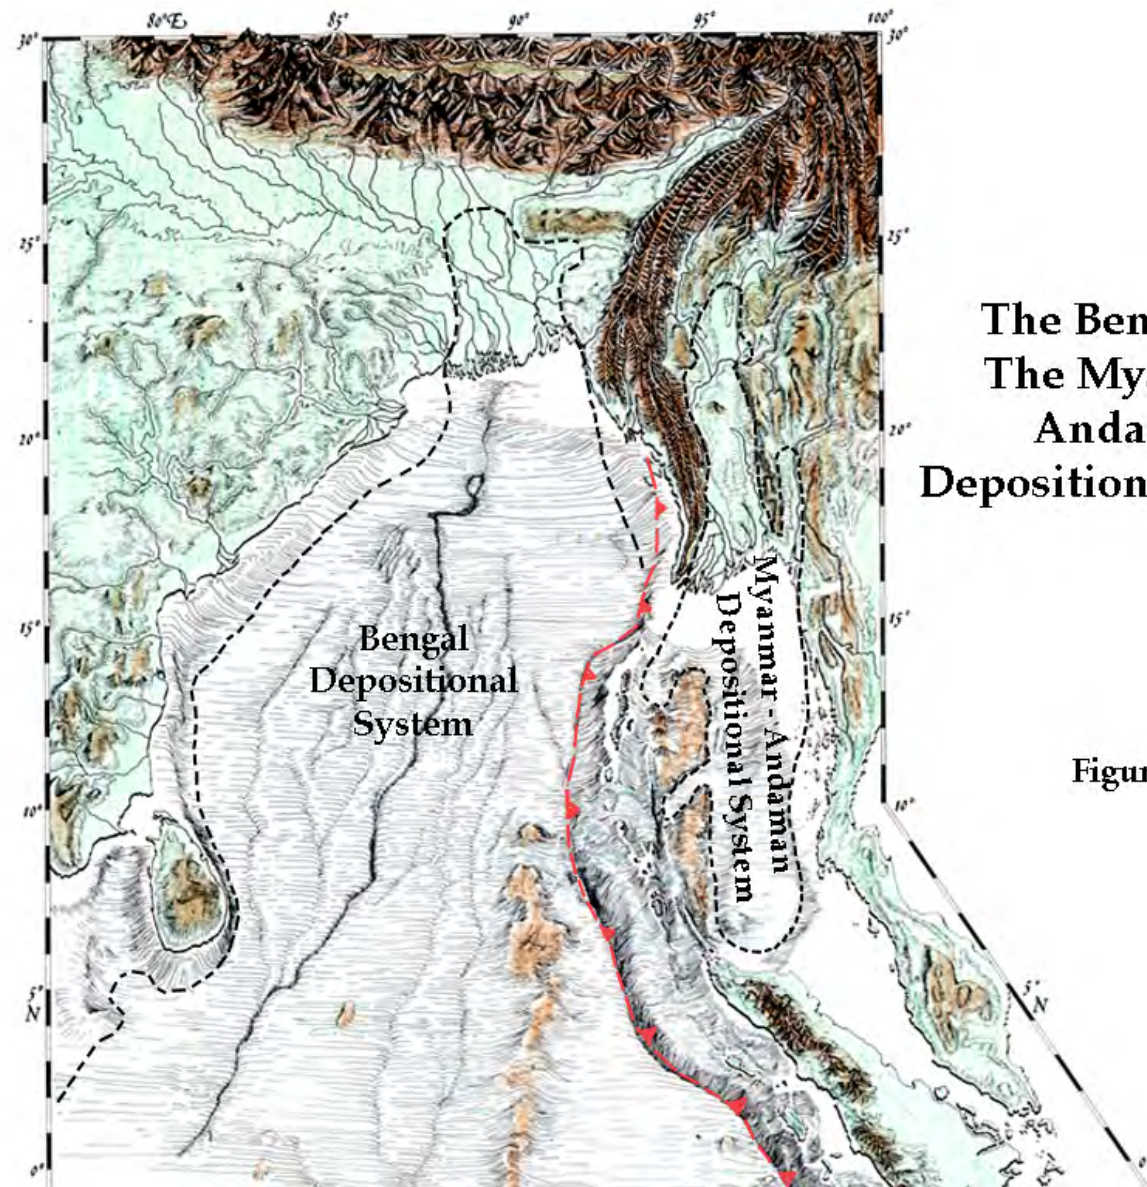 80°E 85° 90° 95° 100°
30° 30°
25° 25°
The Ben
The My
Anda
Deposition
20° 20°
15° 15°
Bengal
Depositional
System
Myanmar - Andaman
Depositional System
Figur
10° 10°
5°
N
5°
N
0° 0